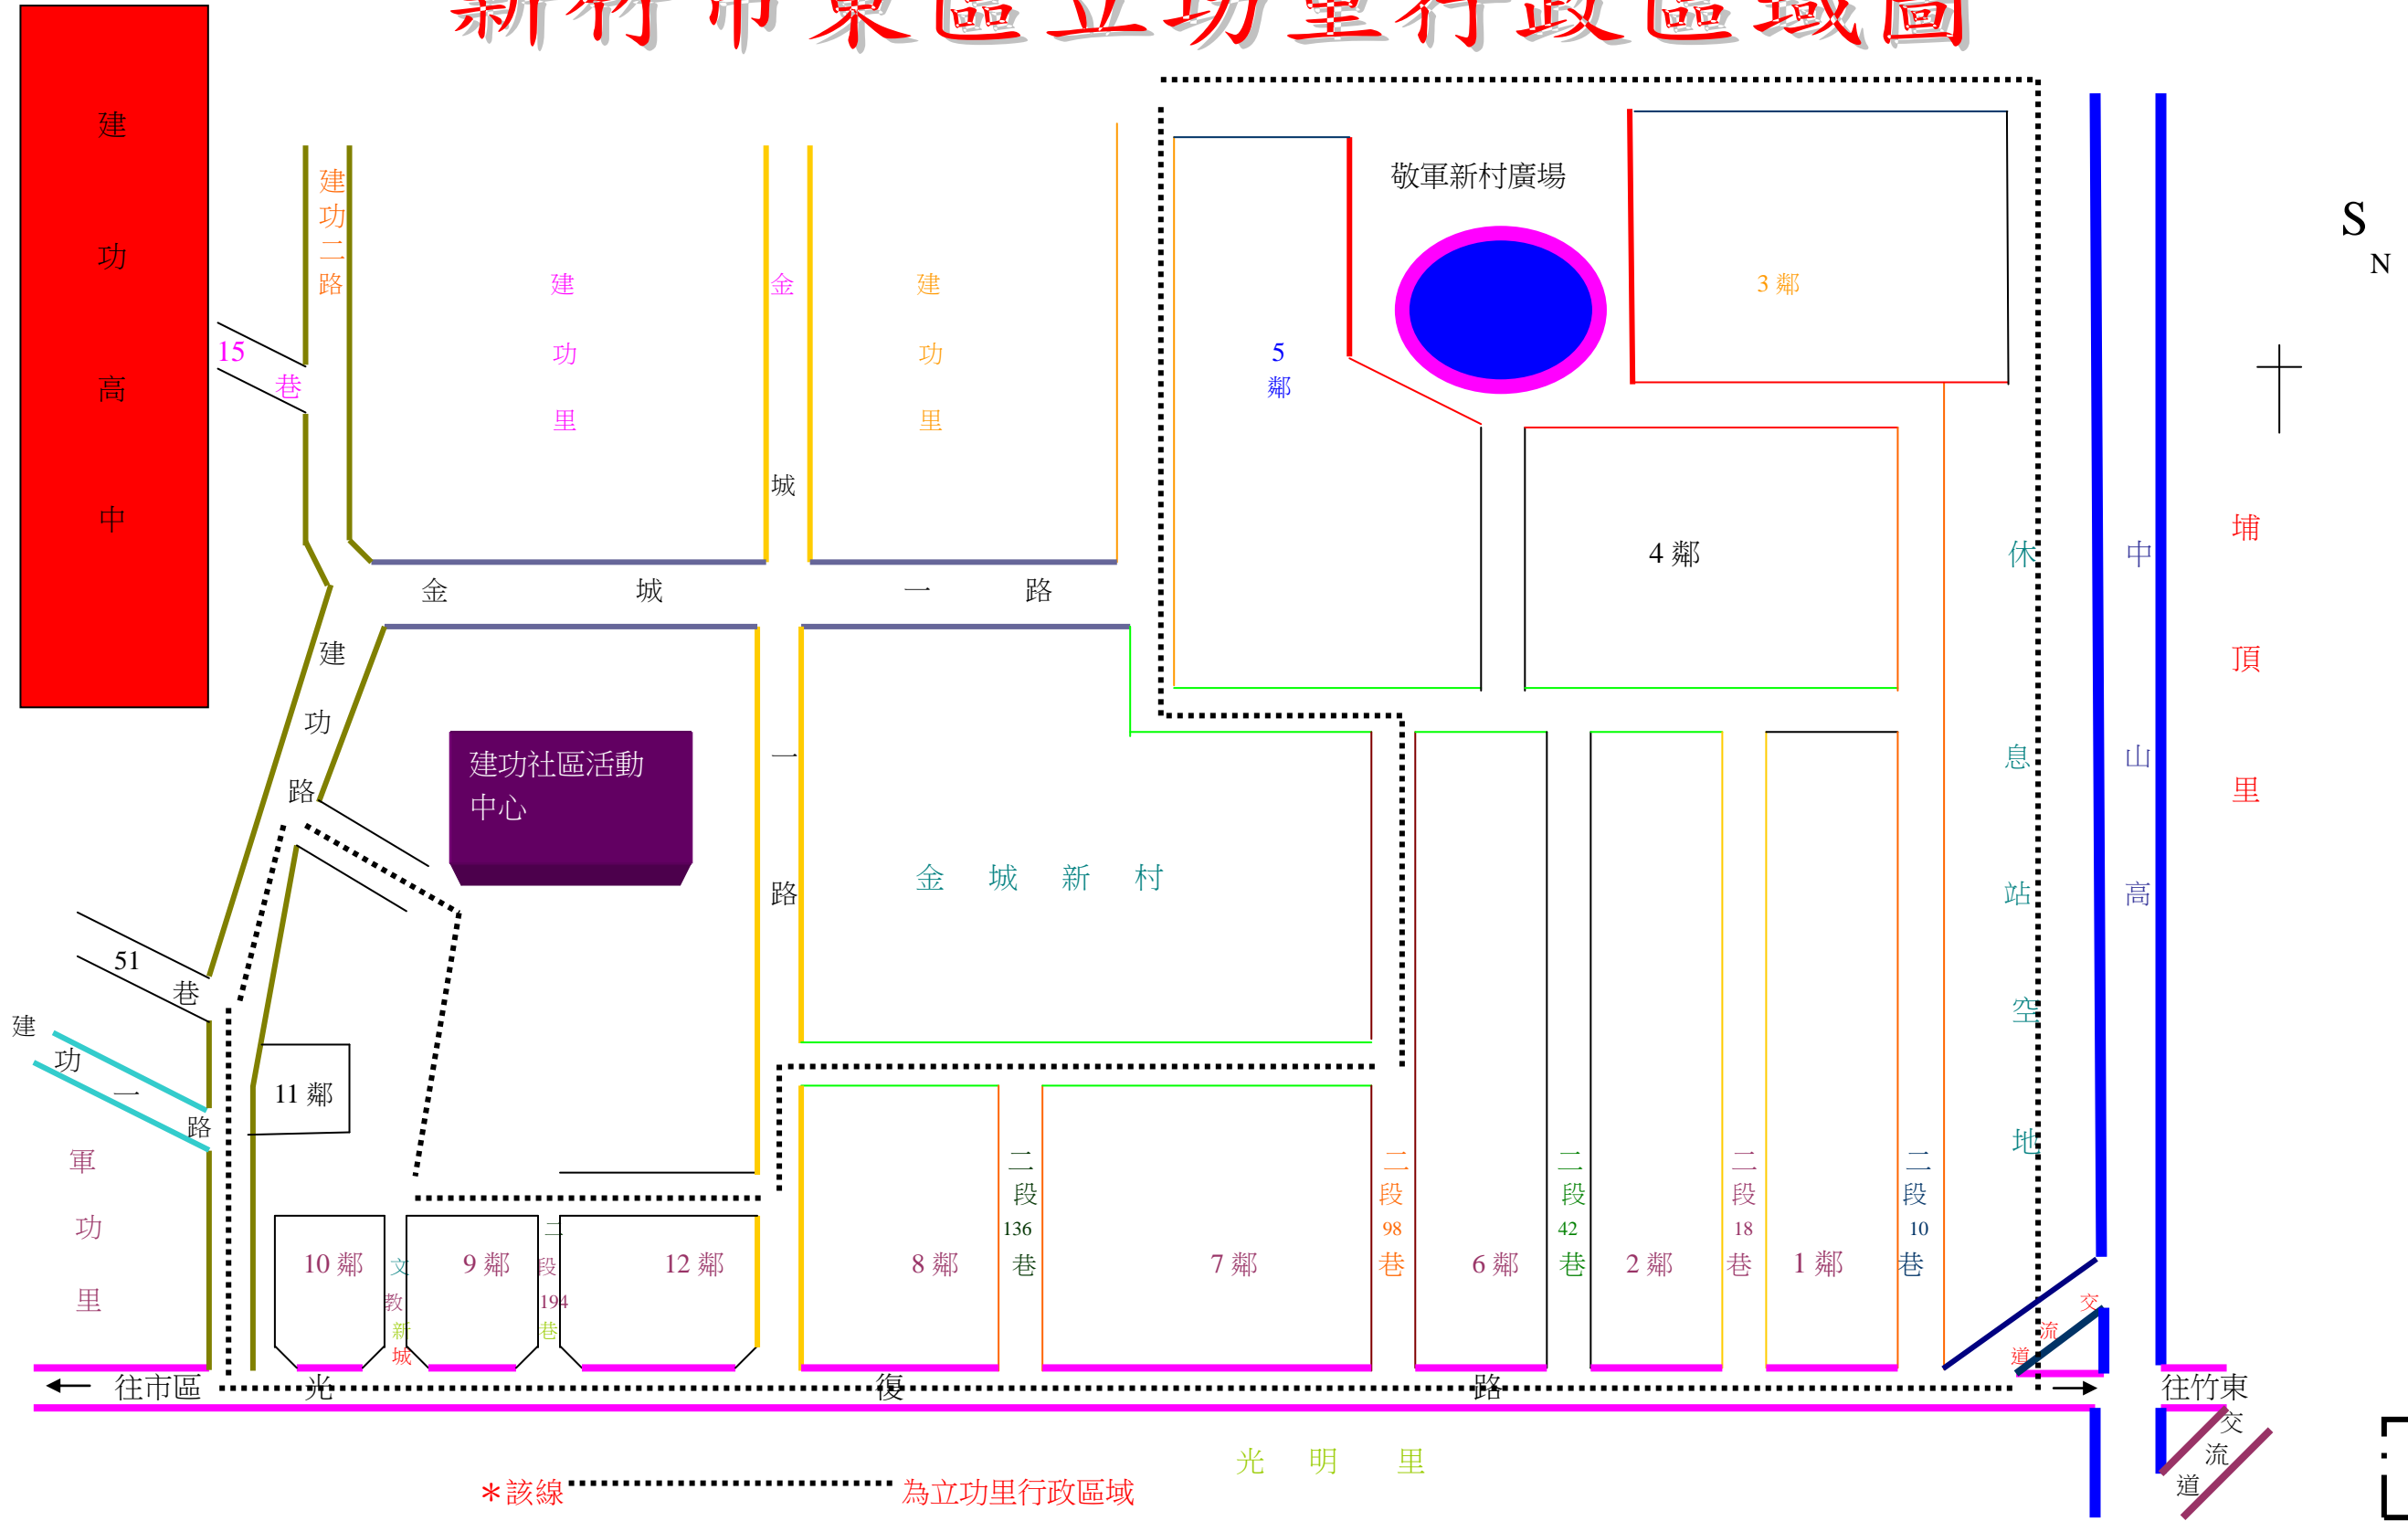 新竹市東區立功里行政區域圖
建功高中
建功二路
15巷
建功里
金城一路
建功里
敬軍新村廣場
5鄰
3鄰
4鄰
S
N
金城一路
建功路
建功社區活動
中心
金城新村
休息站空地
中山高
埔頂里
51巷
建功一路
11鄰
軍功里
10鄰
文教新城
9鄰
二段194巷
12鄰
8鄰
二段136巷
7鄰
二段98巷
6鄰
二段42巷
2鄰
二段18巷
1鄰
二段10巷
交流道
往市區
光復路
往竹東
交流道
光明里
*該線
為立功里行政區域